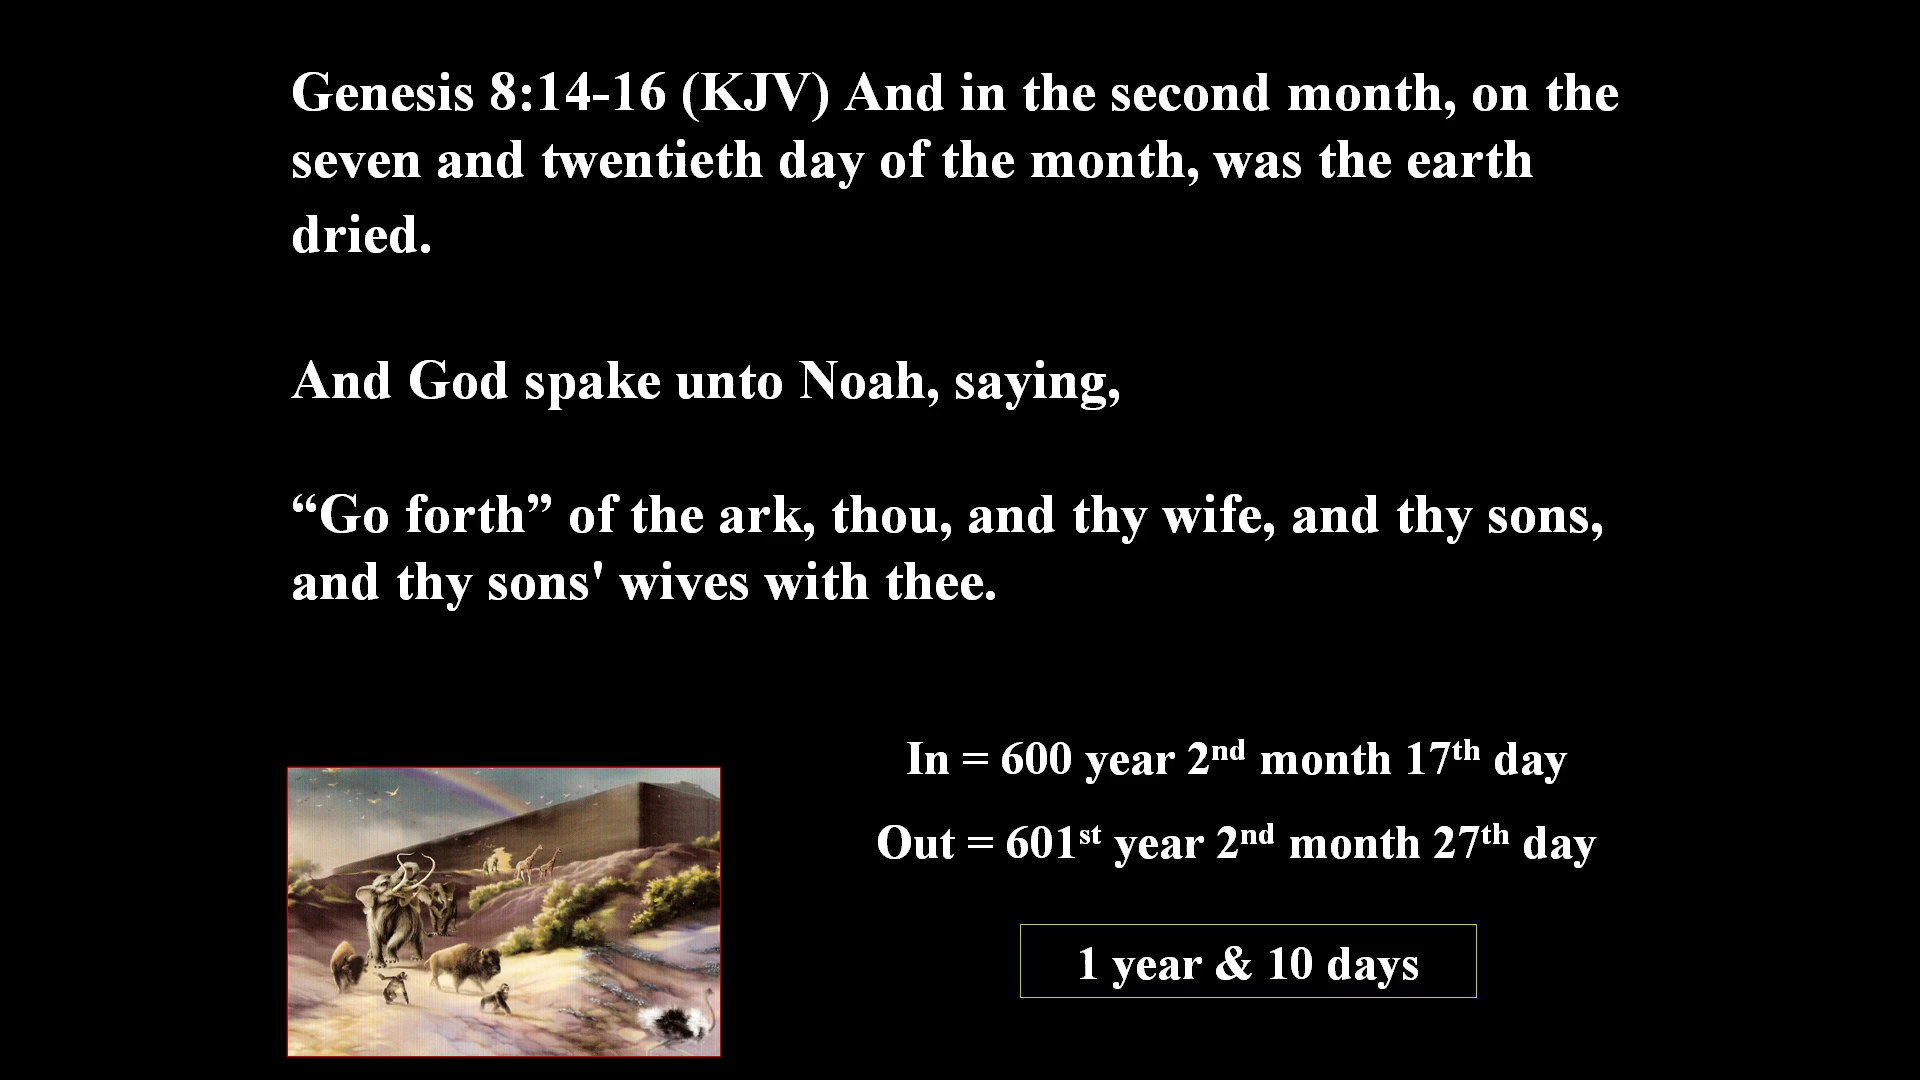 Genesis 8:14-16 (KJV) And in the second month, on the
seven and twentieth day of the month, was the earth
dried.
And God spake unto Noah, saying,
“Go forth” of the ark, thou, and thy wife, and thy sons,
and thy sons' wives with thee.
In = 600 year 2nd month 17th day
Out = 601st year 2nd month 27th day
1 year & 10 days